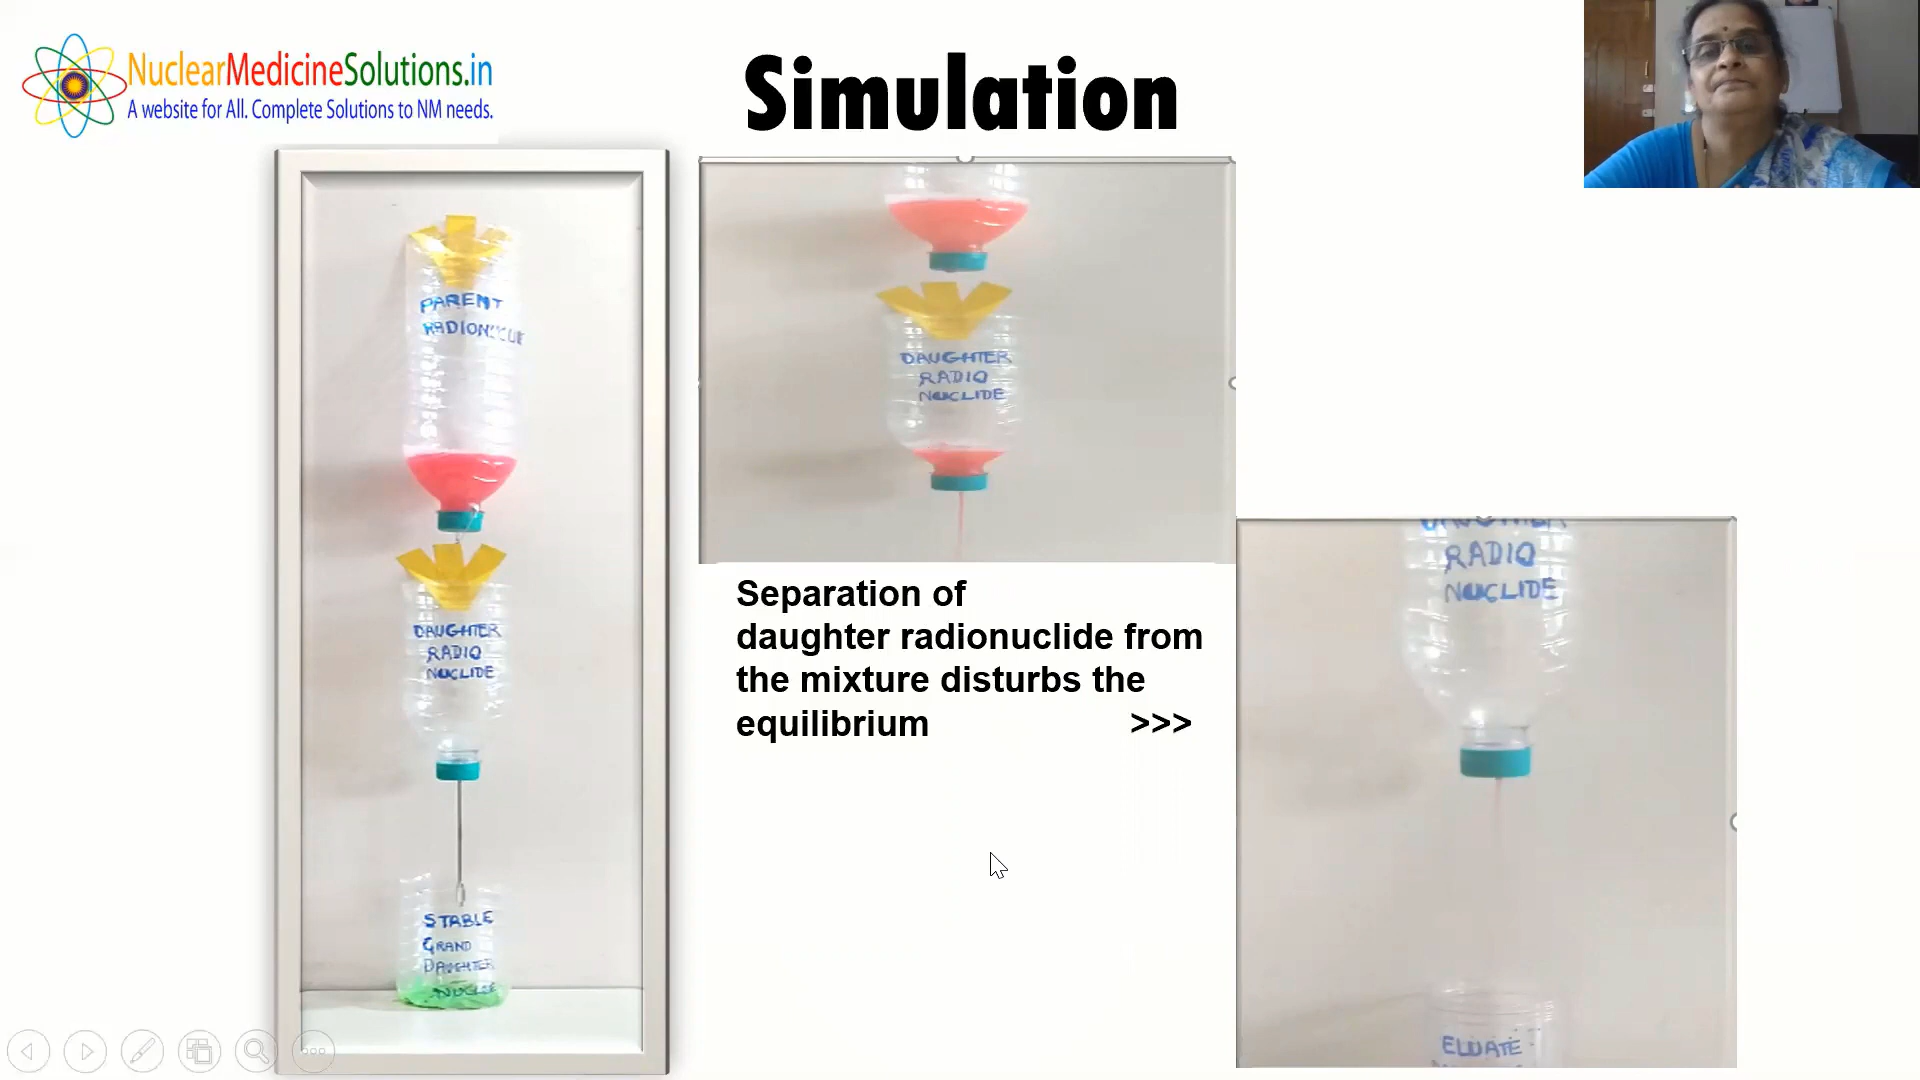 NuclearMedicineSolutions.in
A website for All. Complete Solutions to NM needs.
Simulation
PARENT
DAUGHTER
RADIO
NUCLIDE
STABLE
GRAND
DAUGHTER
DAUGHTER
RADIO
NUCLIDE
Separation of
daughter radionuclide from
the mixture disturbs the
equilibrium >>>
RADIO
NUCLIDE
ELUATE